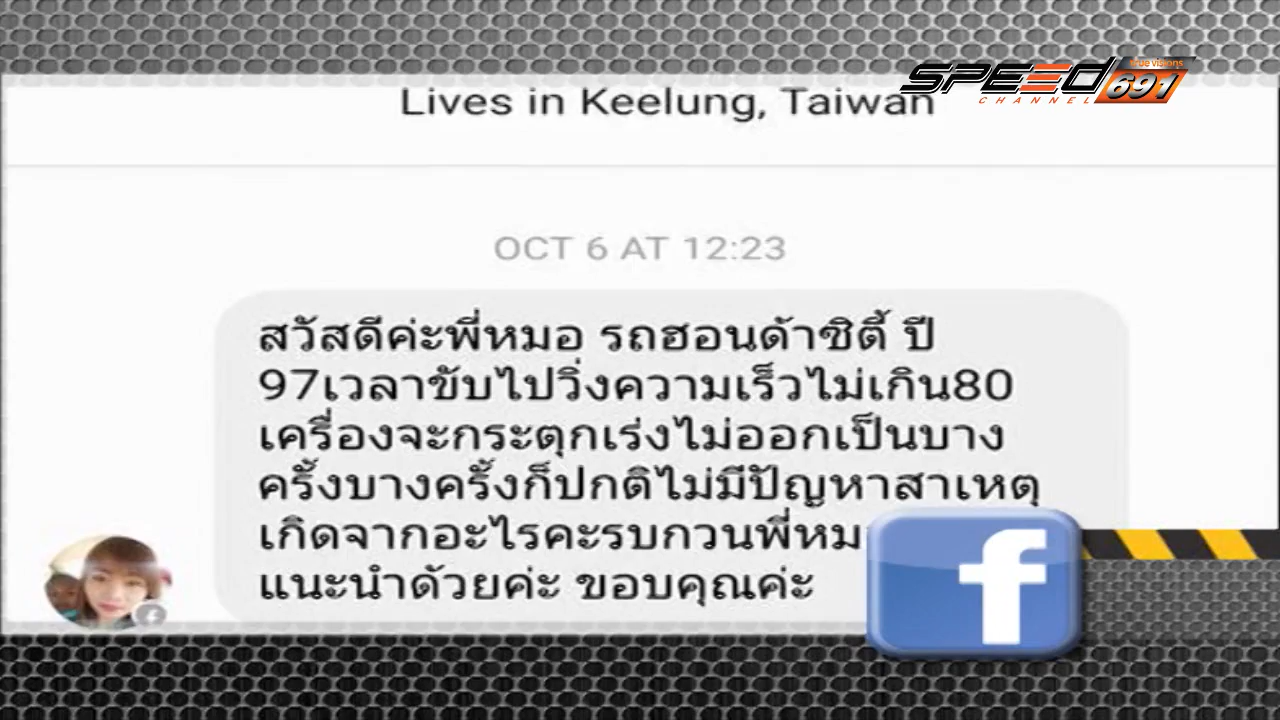 SPEED
true visions
CHANNEL 691
Lives in Keelung, Taiwan
OCT 6 AT 12:23
สวัสดีค่ะพี่หมอ รถฮอนด้าซิตี้ ปี
97เวลาขับไปวิ่งความเร็วไม่เกิน80
เครื่องจะกระตุกเร่งไม่ออกเป็นบาง
ครั้งบางครั้งก็ปกติไม่มีปัญหาสาเหตุ
เกิดจากอะไรคะรบกวนพี่หม
แนะนำด้วยค่ะ ขอบคุณค่ะ
f